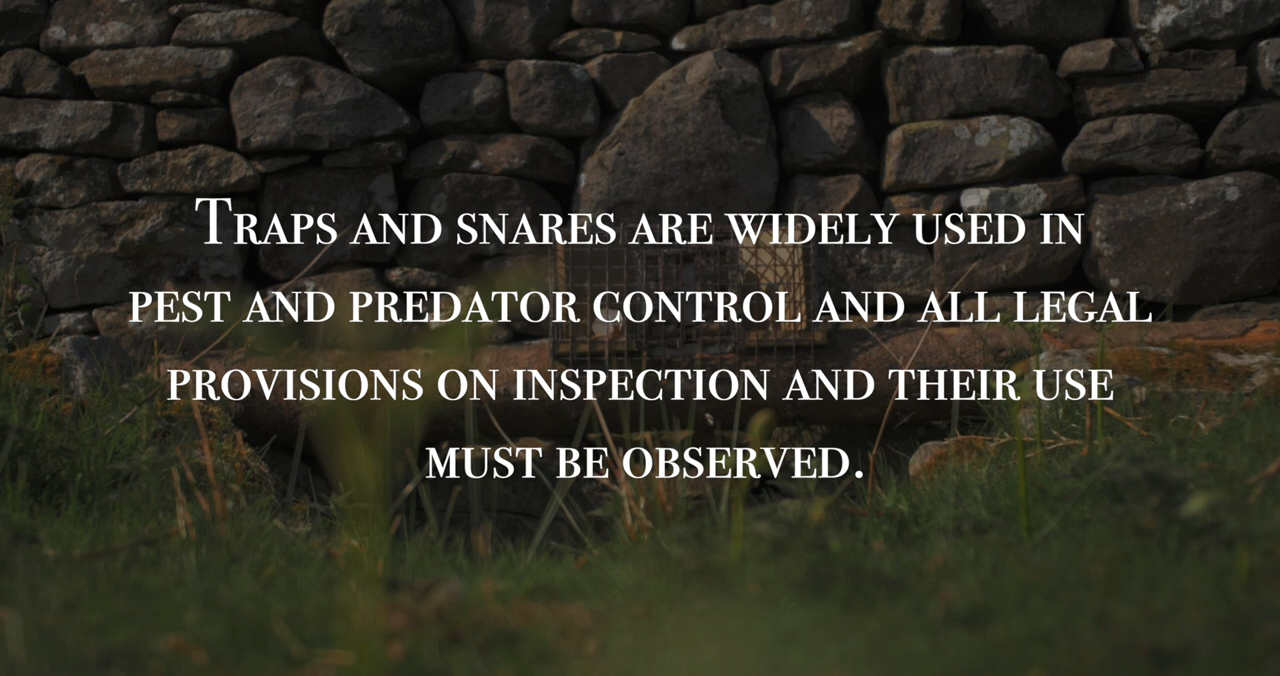 Traps and snares are widely used in
pest and predator control and all legal
provisions on inspection and their use
must be observed.